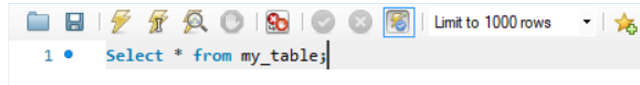 Limit to 1000 rows
1 Select * from my_table;